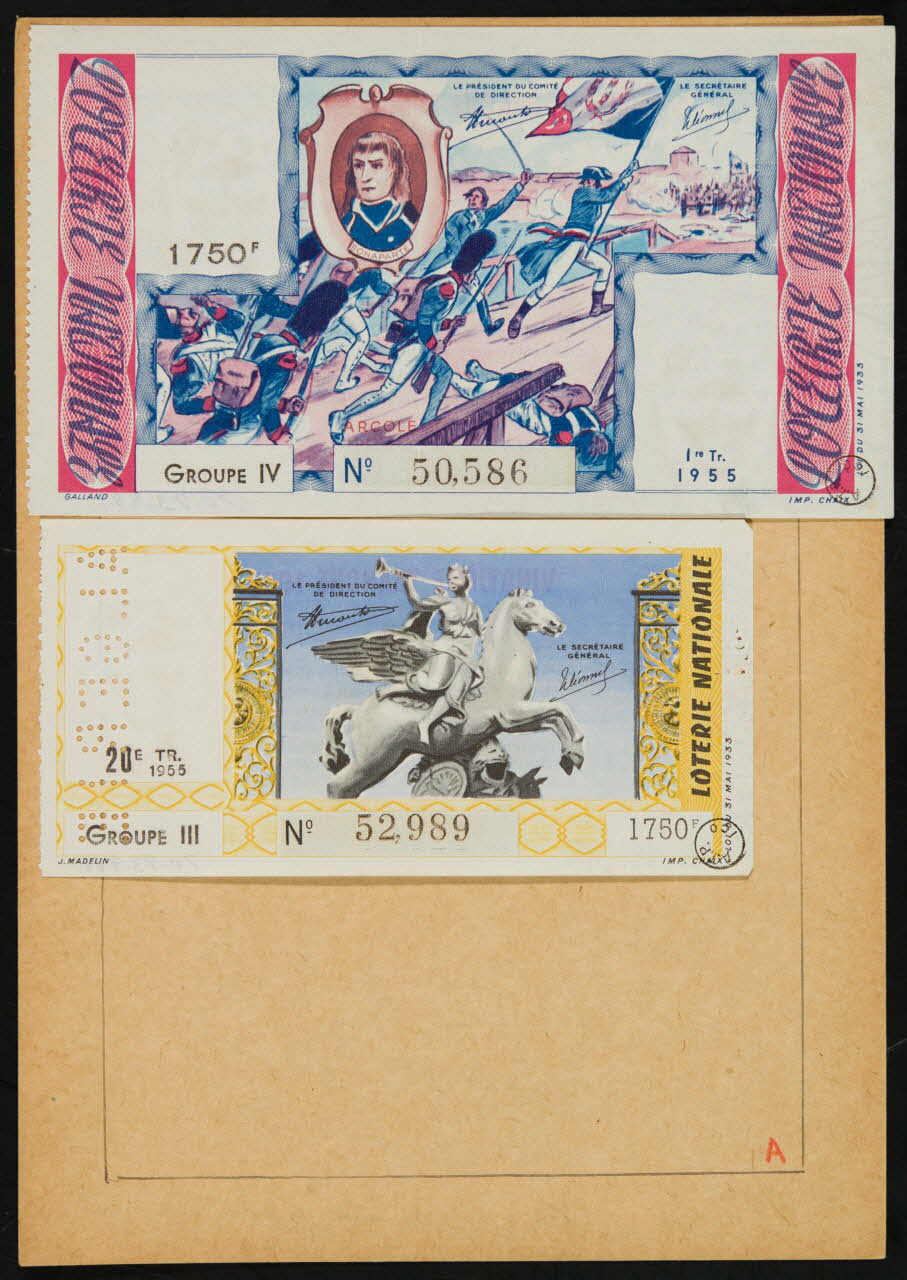 LOTERIE NATIONALE
1750F
LE PRÉSIDENT DU COMITÉ
DE DIRECTION
LE SECRÉTAIRE
GÉNÉRAL
BONAPARTE
ARCOLE
GROUPE IV
Nº 50,586
1re Tr.
1955
LOTERIE NATIONALE
LOI DU 31 MAI 1933
GALLAND
IMP. CHAIX
LE PRÉSIDENT DU COMITÉ
DE DIRECTION
LE SECRÉTAIRE
GÉNÉRAL
20E TR.
1955
GROUPE III
Nº 52,989
1750F
LOTERIE NATIONALE
LOI DU 31 MAI 1933
J. MADELIN
IMP. CHAIX
A